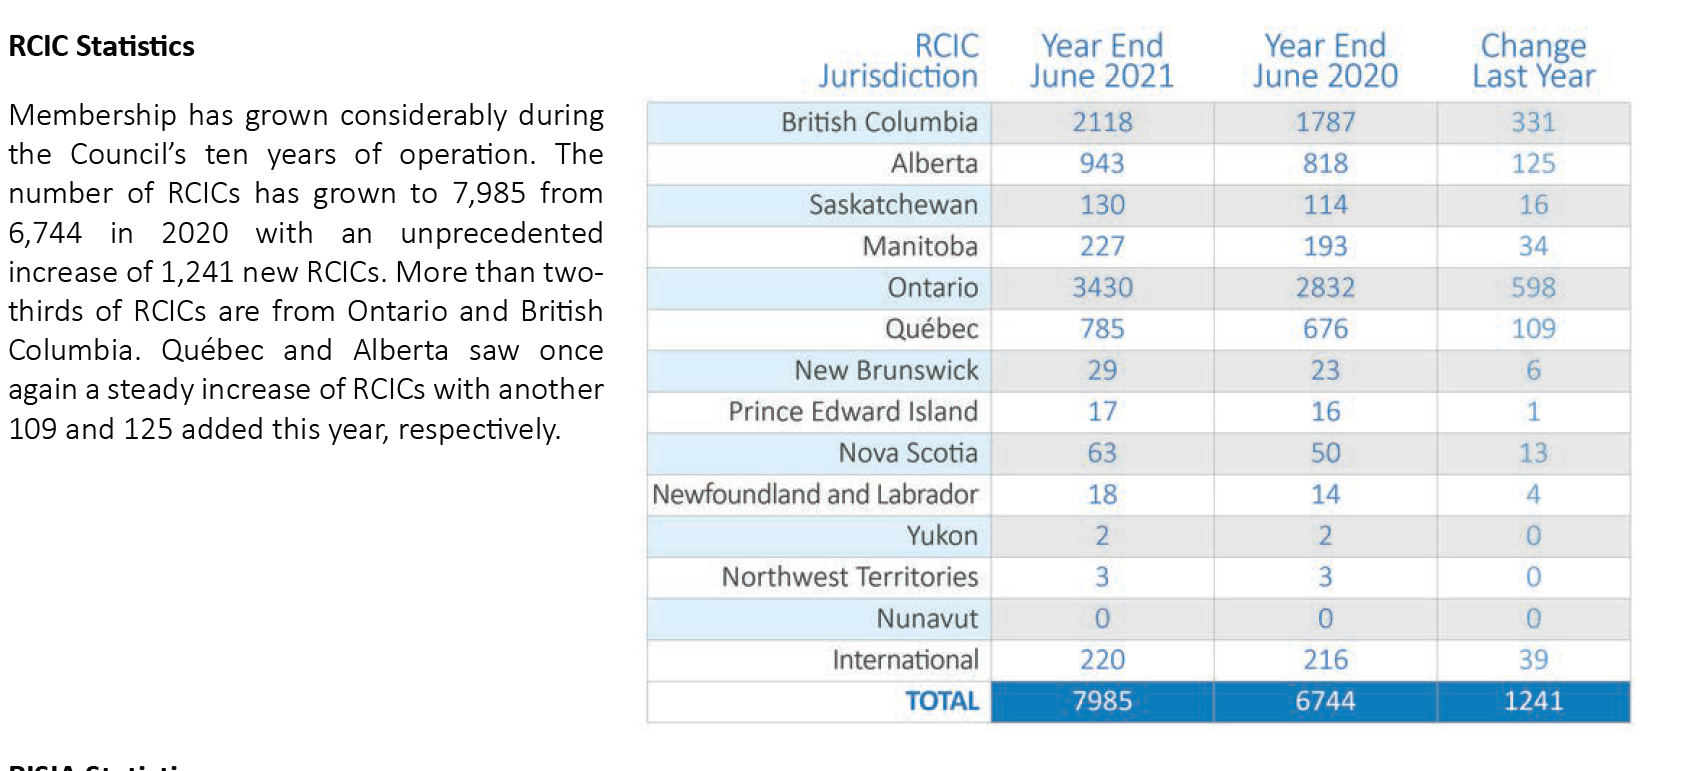 RCIC Statistics
Membership has grown considerably during
the Council's ten years of operation. The
number of RCICs has grown to 7,985 from
6,744 in 2020 with an unprecedented
increase of 1,241 new RCICs. More than two-
thirds of RCICs are from Ontario and British
Columbia. Québec and Alberta saw once
again a steady increase of RCICs with another
109 and 125 added this year, respectively.
RCIC Jurisdiction Year End June 2021 Year End June 2020 Change Last Year
British Columbia 2118 1787 331
Alberta 943 818 125
Saskatchewan 130 114 16
Manitoba 227 193 34
Ontario 3430 2832 598
Québec 785 676 109
New Brunswick 29 23 6
Prince Edward Island 17 16 1
Nova Scotia 63 50 13
Newfoundland and Labrador 18 14 4
Yukon 2 2 0
Northwest Territories 3 3 0
Nunavut 0 0 0
International 220 216 39
TOTAL 7985 6744 1241